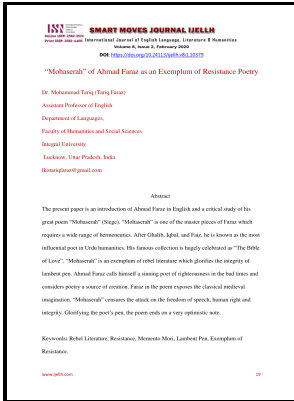 ISSN
SMART MOVES JOURNAL IJELLH
International Journal of English Language, Literature & Humanities
Volume 8, Issue 2, February 2020
DOI: https://doi.org/10.24113/ijellh.v8i2.10379
“Mohaserah” of Ahmad Faraz as an Exemplum of Resistance Poetry
Dr. Mohammad Tariq (Tariq Faraz)
Assistant Professor of English
Department of Languages,
Faculty of Humanities and Social Sciences
Integral University
Lucknow, Uttar Pradesh, India
Abstract
The present paper is an introduction of Ahmad Faraz in English and a critical study of his
great poem “Mohaserah” (Siege). “Mohaserah” is one of the master pieces of Faraz which
requires a wide range of hermeneutics. After Ghalib, Iqbal, and Faiz, he is known as the most
influential poet in Urdu humanities. His famous collection is hugely celebrated as “The Bible
of Love”. “Mohaserah” is an exemplum of rebel literature which glorifies the integrity of
lambent pen. Ahmad Faraz calls himself a sinning poet of righteousness in the bad times and
considers poetry a source of creation. Faraz in the poem exposes the classical medieval
imagination. “Mohaserah” censures the attack on the freedom of speech, human right and
integrity. Glorifying the poet’s pen, the poem ends on a very optimistic note.
Keywords: Rebel Literature, Resistance, Memento Mori, Lambent Pen, Exemplum of
Resistance.
www.ijellh.com 19